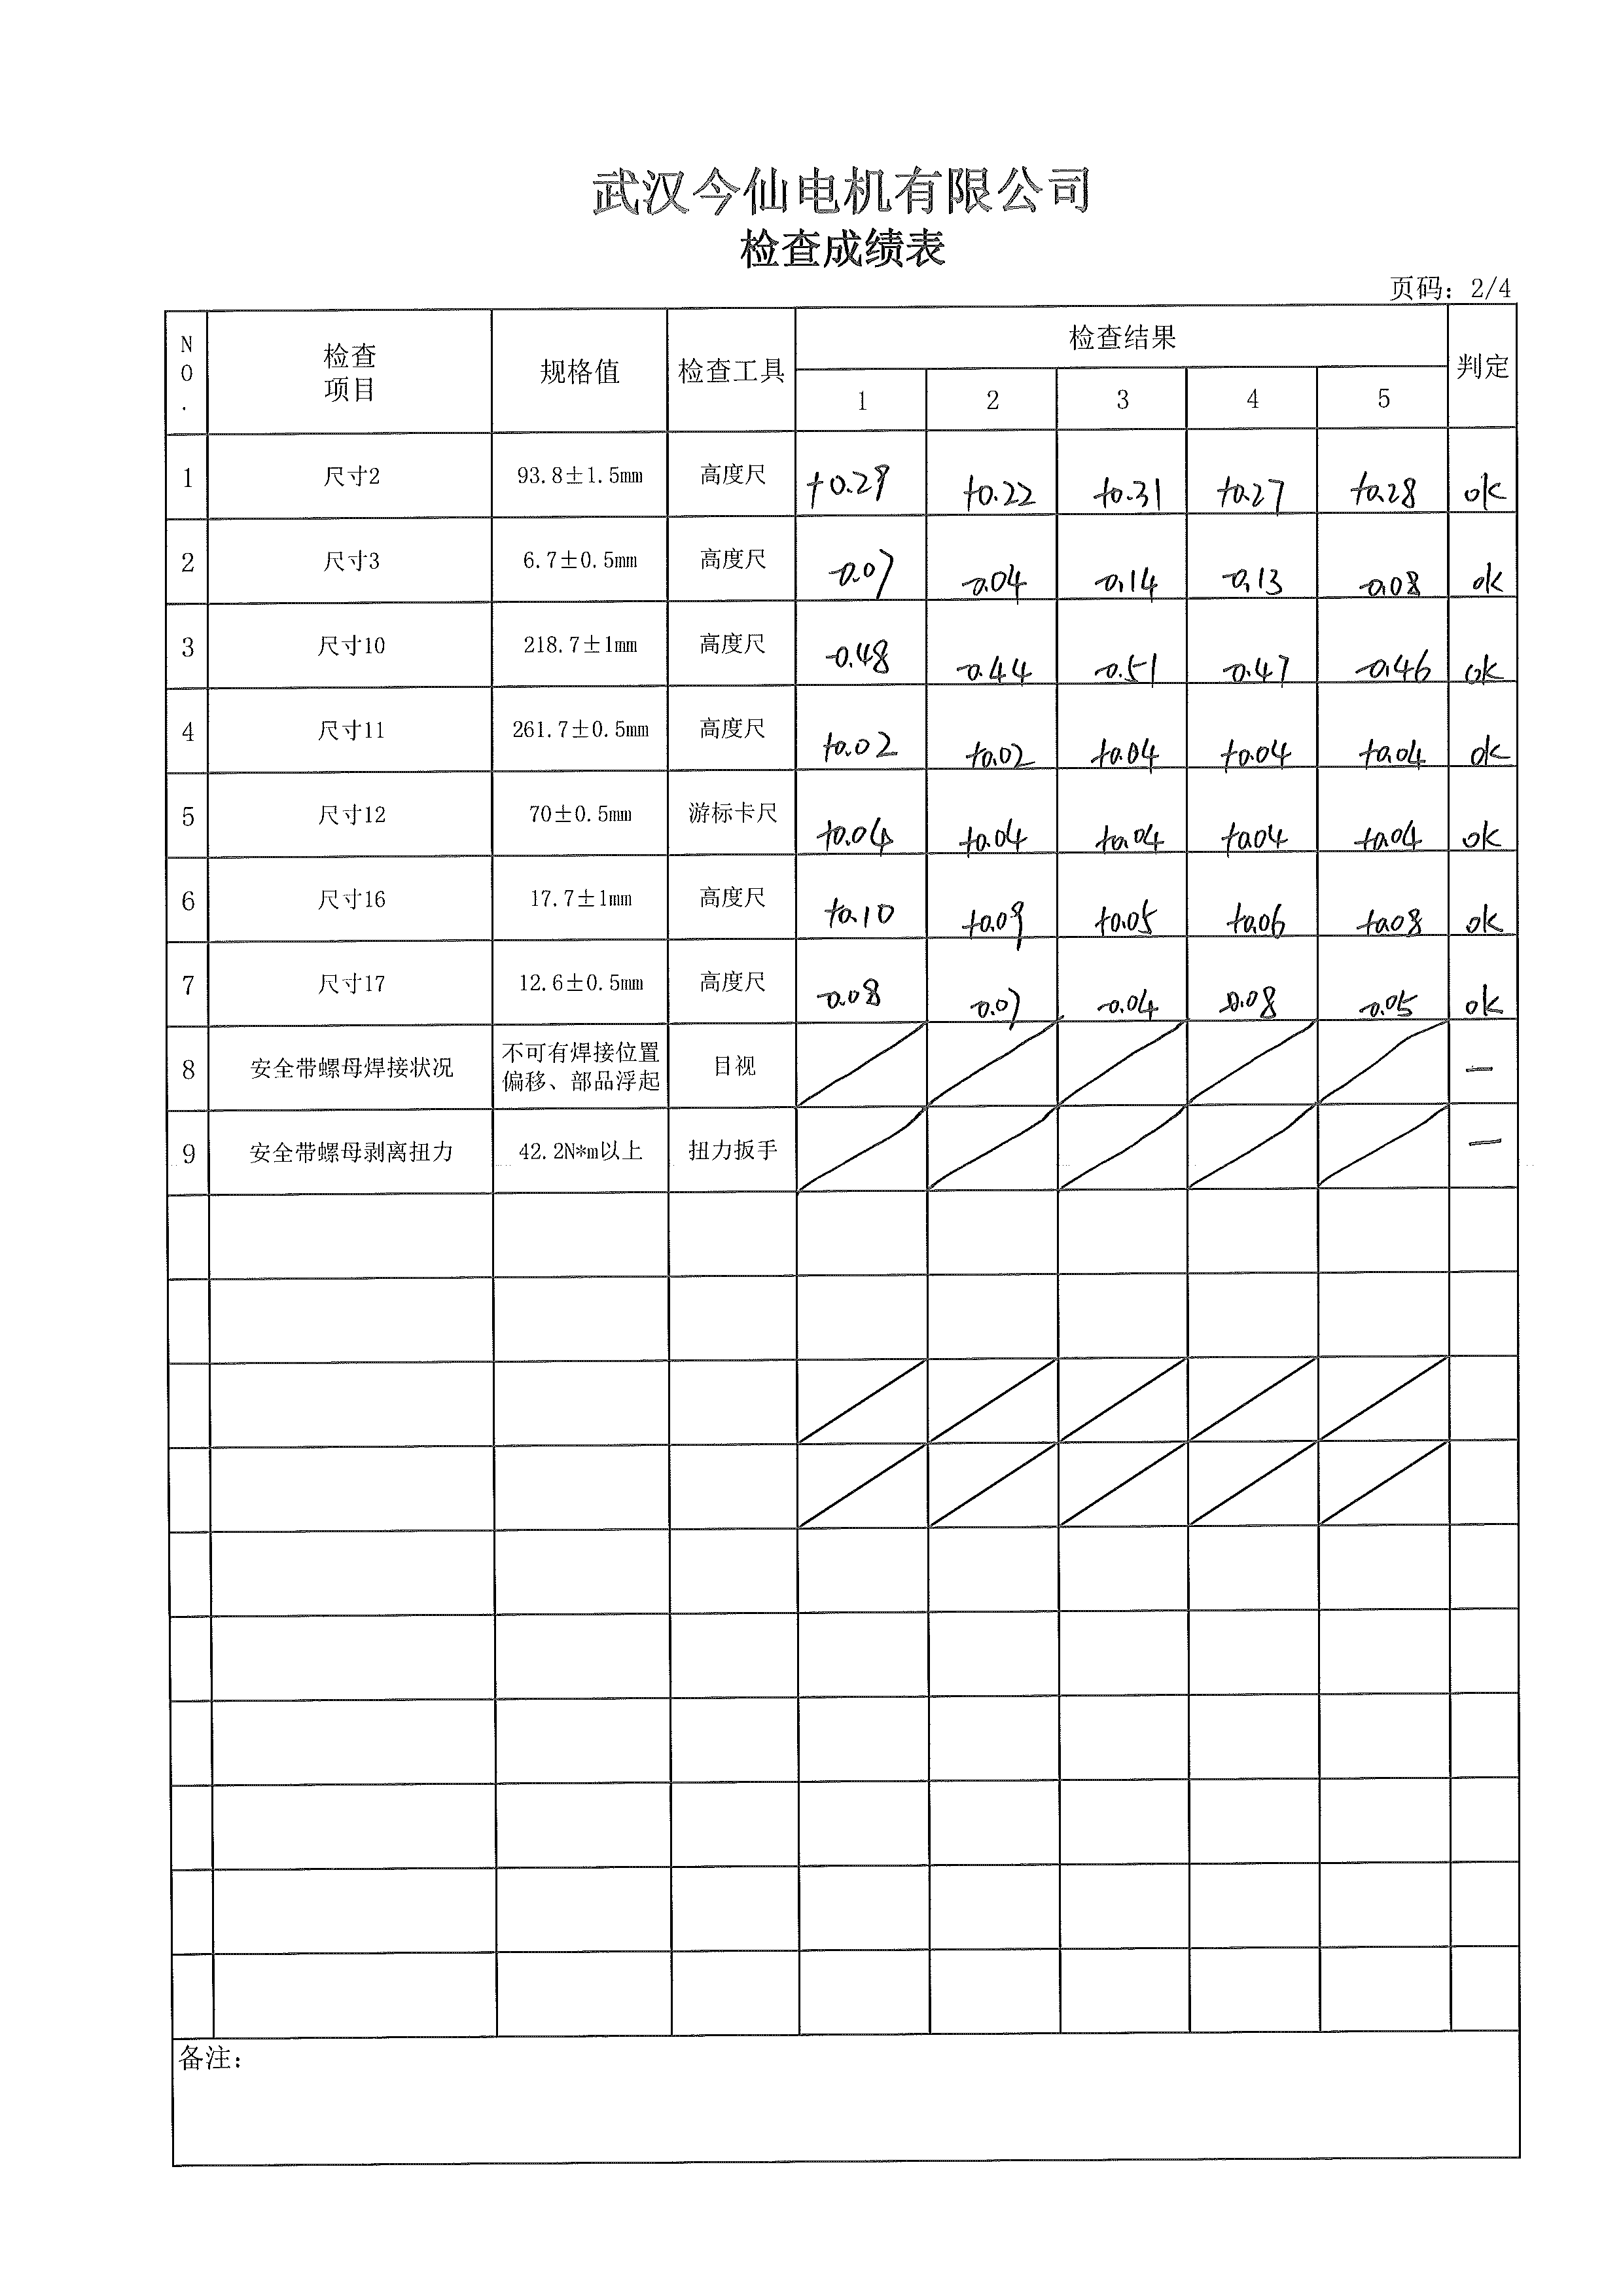 武汉今仙电机有限公司
检查成绩表
页码：2/4
NO. 检查项目 规格值 检查工具 检查结果 判定
1 2 3 4 5
1 尺寸2 93.8±1.5mm 高度尺 +0.29 +0.22 +0.31 +0.27 +0.28 ok
2 尺寸3 6.7±0.5mm 高度尺 -0.07 -0.04 -0.14 -0.13 -0.08 ok
3 尺寸10 218.7±1mm 高度尺 -0.48 -0.44 -0.51 -0.47 -0.46 ok
4 尺寸11 261.7±0.5mm 高度尺 +0.02 +0.02 +0.04 +0.04 +0.04 ok
5 尺寸12 70±0.5mm 游标卡尺 +0.04 +0.04 +0.04 +0.04 +0.04 ok
6 尺寸16 17.7±1mm 高度尺 +0.10 +0.09 +0.05 +0.06 +0.08 ok
7 尺寸17 12.6±0.5mm 高度尺 -0.08 -0.07 -0.04 -0.08 -0.05 ok
8 安全带螺母焊接状况 不可有焊接位置偏移、部品浮起 目视 —
9 安全带螺母剥离扭力 42.2N*m以上 扭力扳手 —
备注：